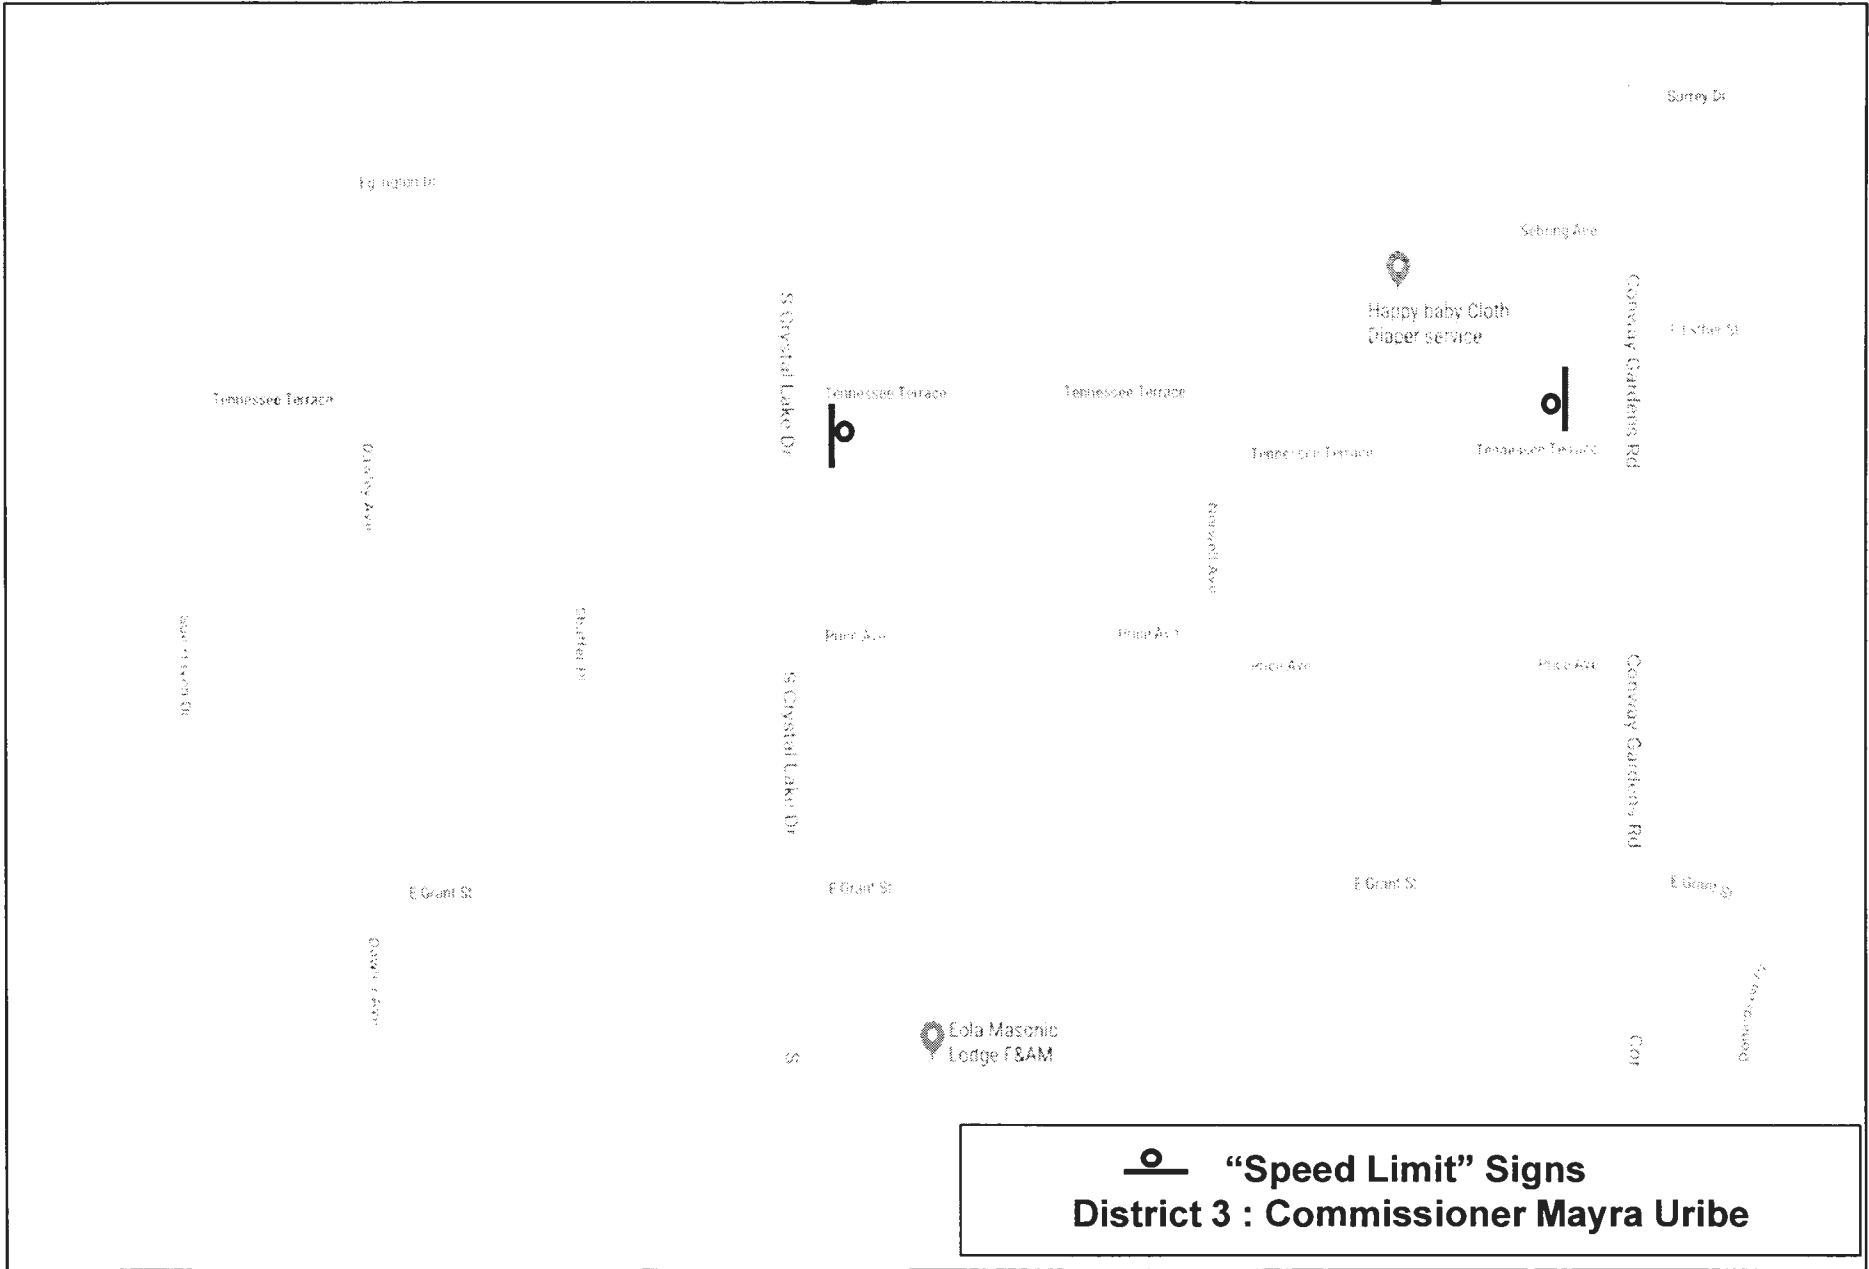 Surrey Dr
Sebring Ave
Happy baby Cloth
Diaper service
S Crystal Lake Dr
Conway Gardens Rd
Tennessee Terrace
Tennessee Terrace
Tennessee Terrace
Tennessee Terrace
Tennessee Terrace
Price Ave
Price Ave
Price Ave
Price Ave
S Crystal Lake Dr
Conway Gardens Rd
E Grant St
E Grant St
E Grant St
E Grant St
Eola Masonic
Lodge F&AM
S
Con
“Speed Limit” Signs
District 3 : Commissioner Mayra Uribe